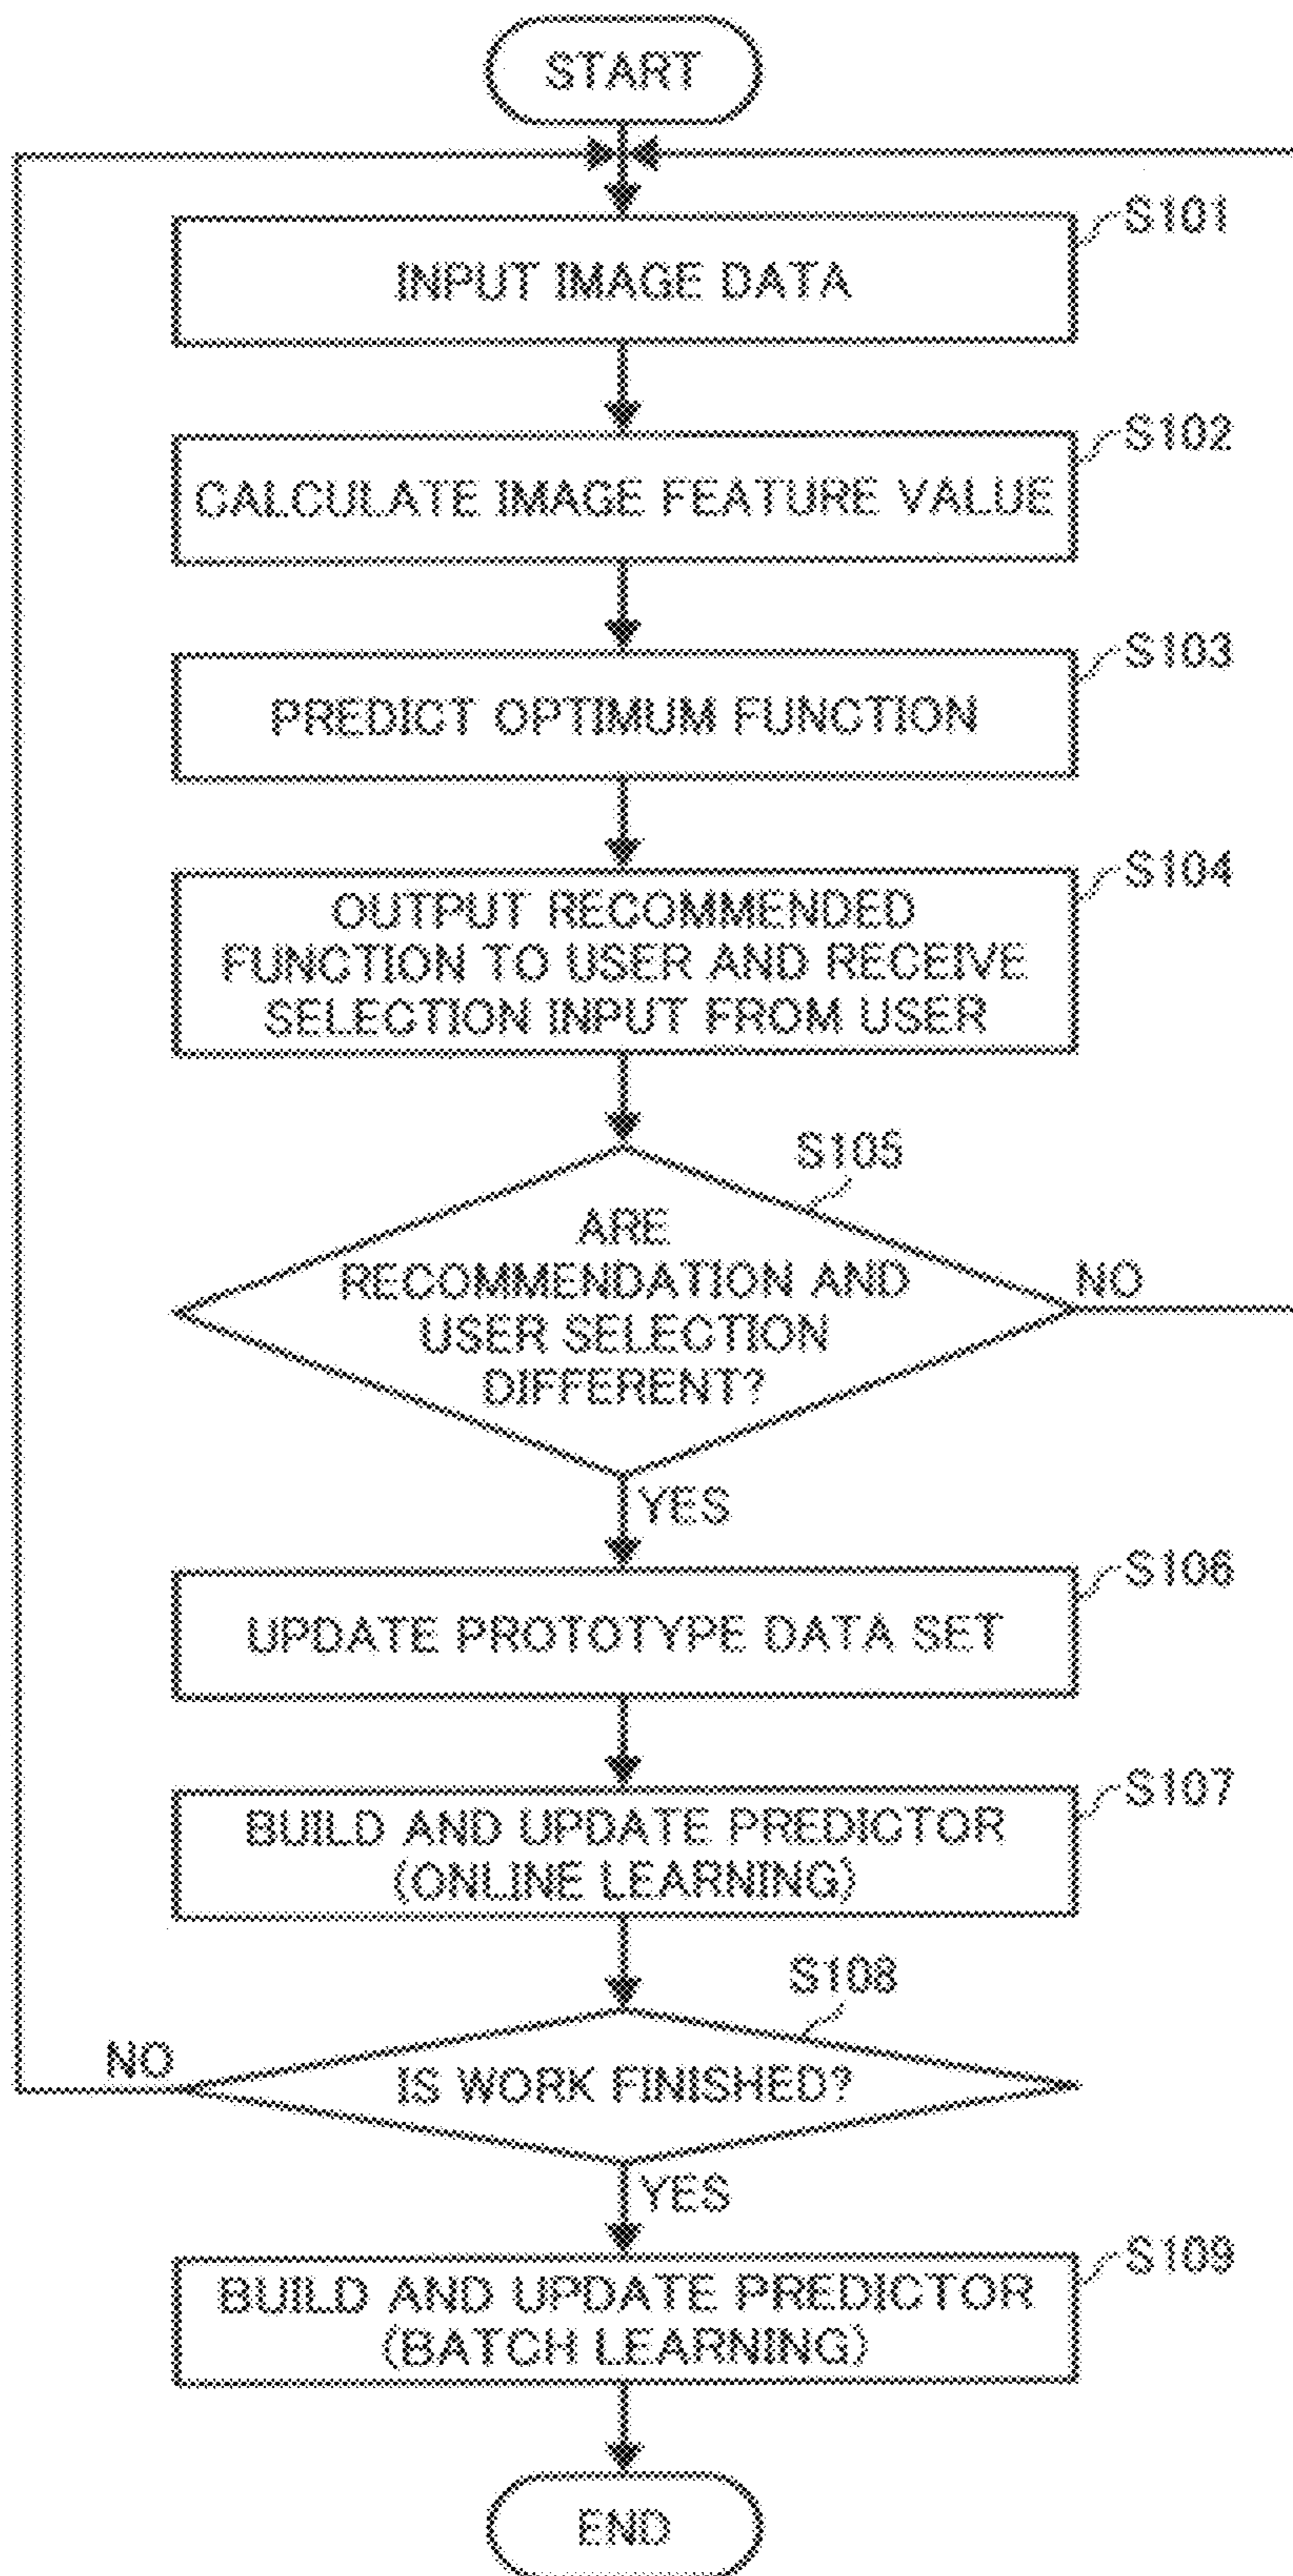 START
S101
INPUT IMAGE DATA
S102
CALCULATE IMAGE FEATURE VALUE
S103
PREDICT OPTIMUM FUNCTION
S104
OUTPUT RECOMMENDED
FUNCTION TO USER AND RECEIVE
SELECTION INPUT FROM USER
S105
ARE
RECOMMENDATION AND
USER SELECTION
DIFFERENT?
NO
YES
S106
UPDATE PROTOTYPE DATA SET
S107
BUILD AND UPDATE PREDICTOR
(ONLINE LEARNING)
S108
NO
IS WORK FINISHED?
YES
S109
BUILD AND UPDATE PREDICTOR
(BATCH LEARNING)
END